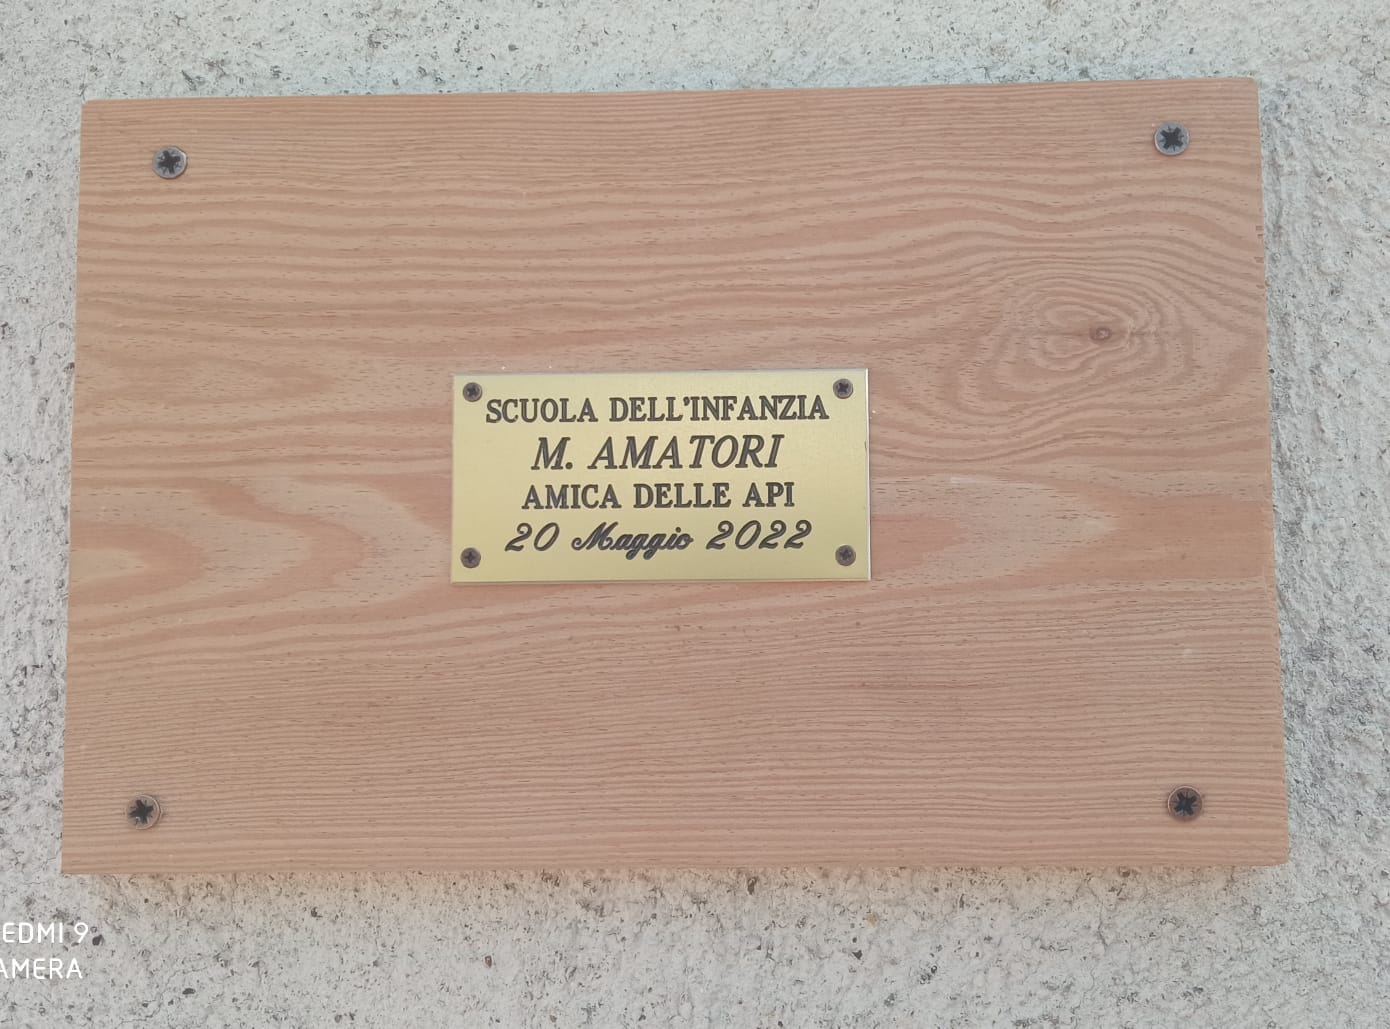 SCUOLA DELL'INFANZIA
M. AMATORI
AMICA DELLE API
20 Maggio 2022
EDMI 9
AMERA